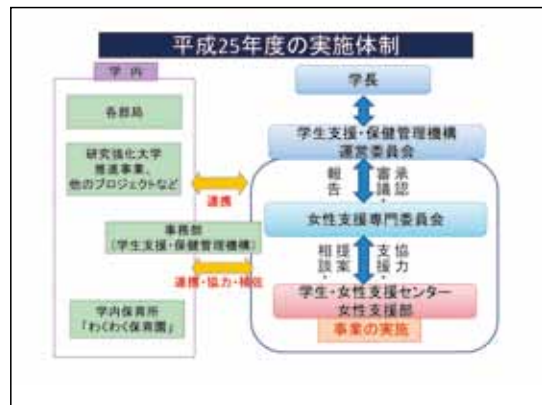 平成25年度の実施体制
学内
各部局
研究強化大学
推進事業、
他のプロジェクトなど
事務部
(学生支援・保健管理機構)
学内保育所
「わくわく保育園」
連携
連携・協力・補佐
学長
学生支援・保健管理機構
運営委員会
報告
審議・承認
女性支援専門委員会
相談・提案
支援・協力
学生・女性支援センター
女性支援部
事業の実施